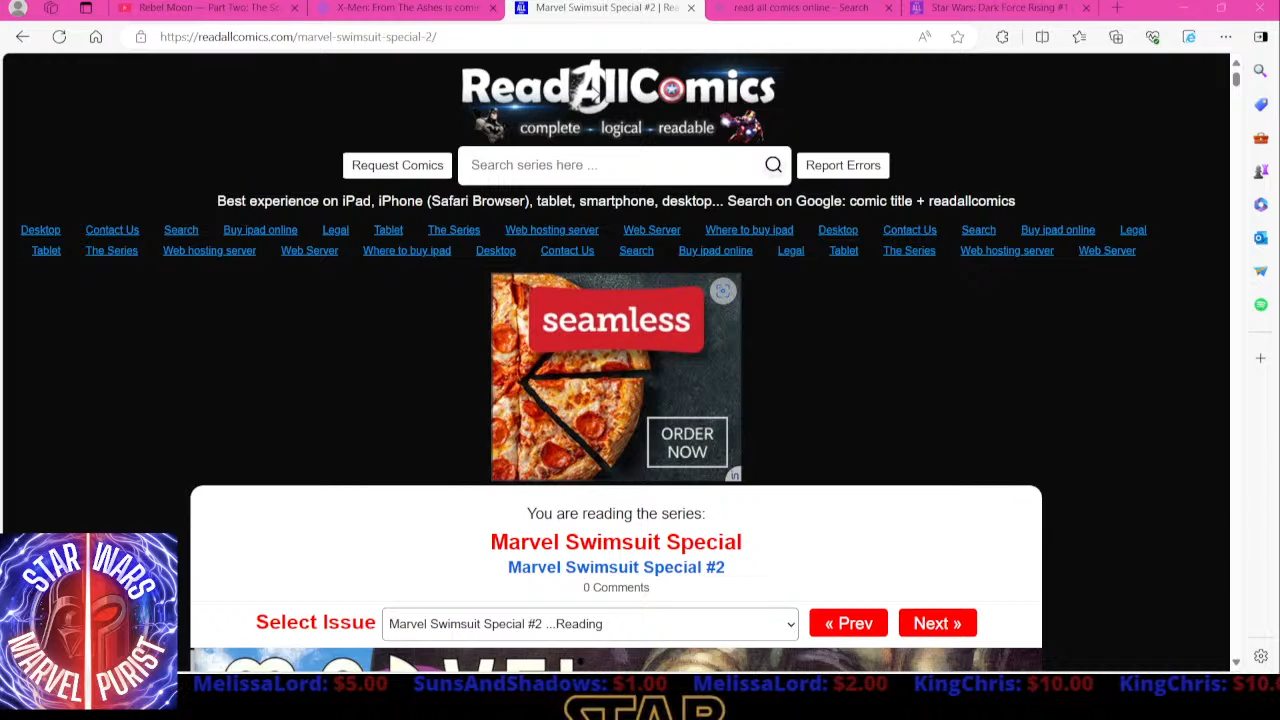 Rebel Moon — Part Two: The Sc
X-Men: From The Ashes is comin
Marvel Swimsuit Special #2 | Rea
read all comics online - Search
Star Wars: Dark Force Rising #1
https://readallcomics.com/marvel-swimsuit-special-2/
ReadAllComics
complete - logical - readable
Request Comics
Search series here ...
Report Errors
Best experience on iPad, iPhone (Safari Browser), tablet, smartphone, desktop... Search on Google: comic title + readallcomics
Desktop Contact Us Search Buy ipad online Legal Tablet The Series Web hosting server Web Server Where to buy ipad Desktop Contact Us Search Buy ipad online Legal
Tablet The Series Web hosting server Web Server Where to buy ipad Desktop Contact Us Search Buy ipad online Legal Tablet The Series Web hosting server Web Server
seamless
ORDER
NOW
You are reading the series:
Marvel Swimsuit Special
Marvel Swimsuit Special #2
0 Comments
Select Issue
Marvel Swimsuit Special #2 ...Reading
« Prev
Next »
MARVEL
STAR WARS
MARVEL PURIST
MelissaLord: $5.00 SunsAndShadows: $1.00 MelissaLord: $2.00 KingChris: $10.00 KingChris: $10.
STAR